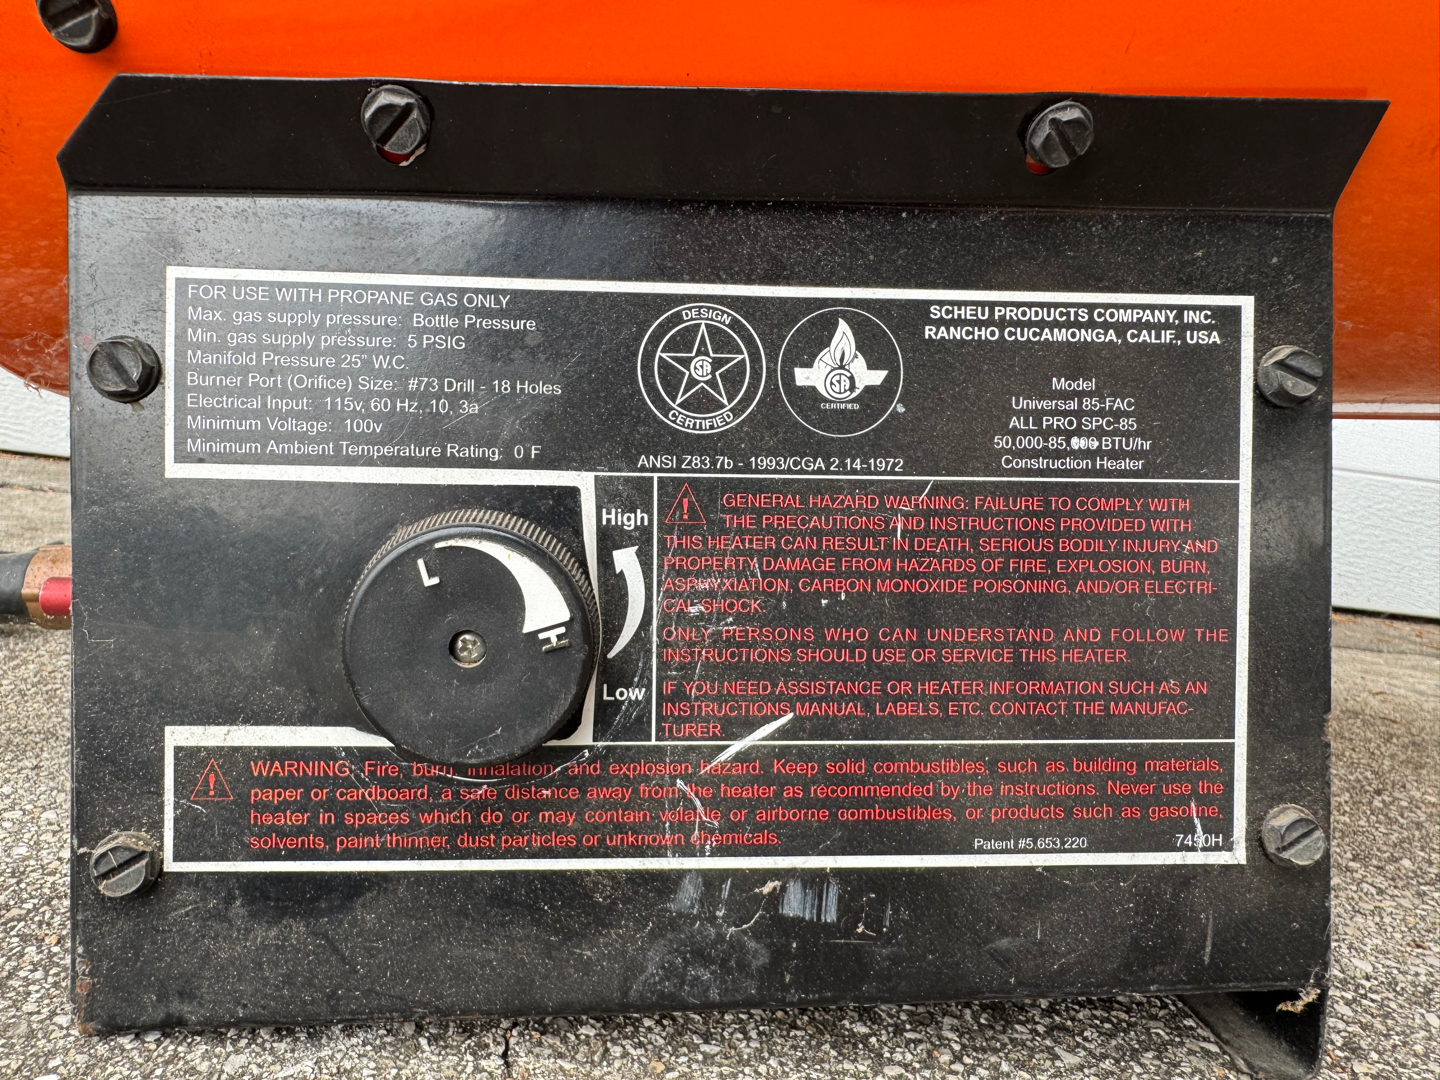 FOR USE WITH PROPANE GAS ONLY
Max. gas supply pressure: Bottle Pressure
Min. gas supply pressure: 5 PSIG
Manifold Pressure 25" W.C.
Burner Port (Orifice) Size: #73 Drill - 18 Holes
Electrical Input: 115v, 60 Hz, 10, 3a
Minimum Voltage: 100v
Minimum Ambient Temperature Rating: 0 F
DESIGN
SA
CERTIFIED
SA
CERTIFIED
®
ANSI Z83.7b - 1993/CGA 2.14-1972
SCHEU PRODUCTS COMPANY, INC.
RANCHO CUCAMONGA, CALIF., USA
Model
Universal 85-FAC
ALL PRO SPC-85
50,000-85,000 BTU/hr
Construction Heater
L
H
High
Low
GENERAL HAZARD WARNING: FAILURE TO COMPLY WITH
THE PRECAUTIONS AND INSTRUCTIONS PROVIDED WITH
THIS HEATER CAN RESULT IN DEATH, SERIOUS BODILY INJURY AND
PROPERTY DAMAGE FROM HAZARDS OF FIRE, EXPLOSION, BURN,
ASPHYXIATION, CARBON MONOXIDE POISONING, AND/OR ELECTRI-
CAL SHOCK.
ONLY PERSONS WHO CAN UNDERSTAND AND FOLLOW THE
INSTRUCTIONS SHOULD USE OR SERVICE THIS HEATER.
IF YOU NEED ASSISTANCE OR HEATER INFORMATION SUCH AS AN
INSTRUCTIONS MANUAL, LABELS, ETC. CONTACT THE MANUFAC-
TURER.
WARNING: Fire, burn, inhalation, and explosion hazard. Keep solid combustibles, such as building materials,
paper or cardboard, a safe distance away from the heater as recommended by the instructions. Never use the
heater in spaces which do or may contain volatile or airborne combustibles, or products such as gasoline,
solvents, paint thinner, dust particles or unknown chemicals.
Patent #5,653,220
7450H